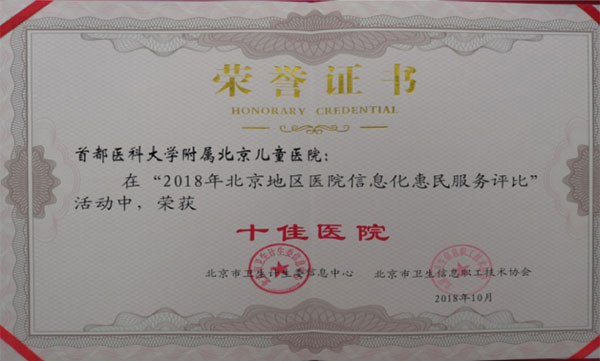 荣誉证书
HONORARY CREDENTIAL
首都医科大学附属北京儿童医院：
在“2018年北京地区医院信息化惠民服务评比”
活动中，荣获
十佳医院
北京市卫生计生委信息中心 北京市卫生信息职工技术协会
2018年10月